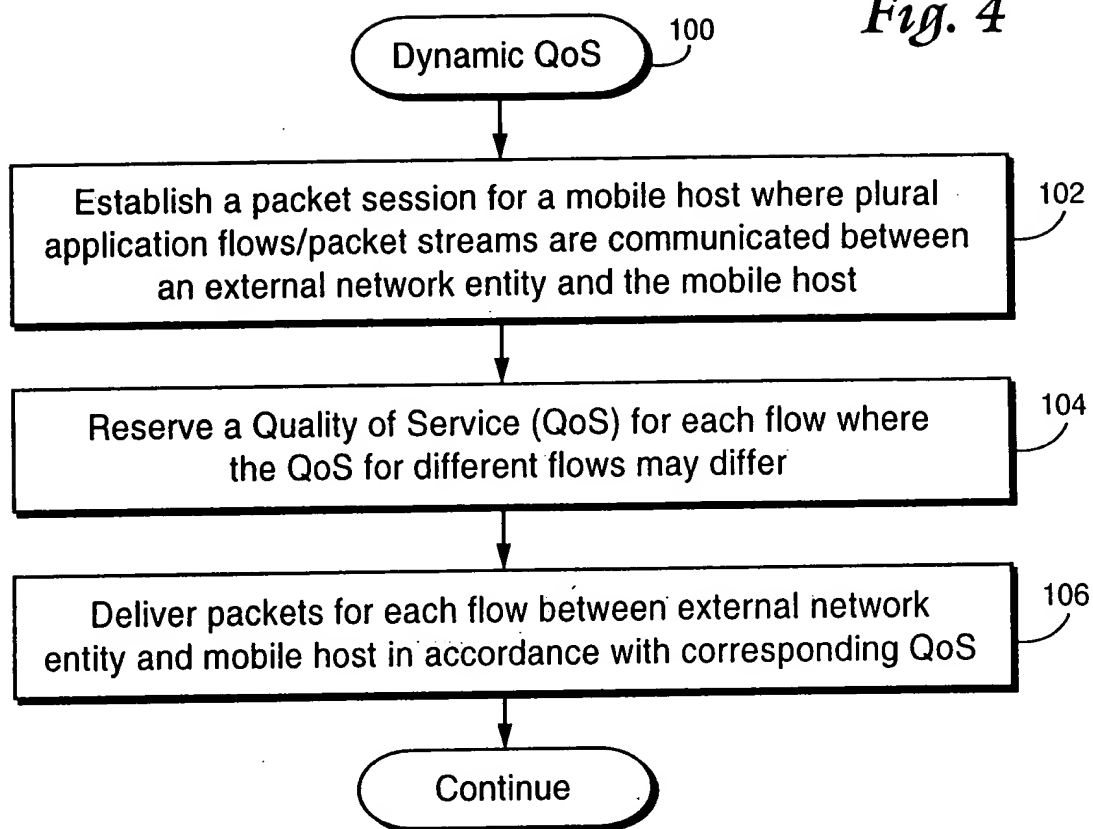 Fig. 4
Dynamic QoS
100
Establish a packet session for a mobile host where plural
application flows/packet streams are communicated between
an external network entity and the mobile host
102
Reserve a Quality of Service (QoS) for each flow where
the QoS for different flows may differ
104
Deliver packets for each flow between external network
entity and mobile host in accordance with corresponding QoS
106
Continue